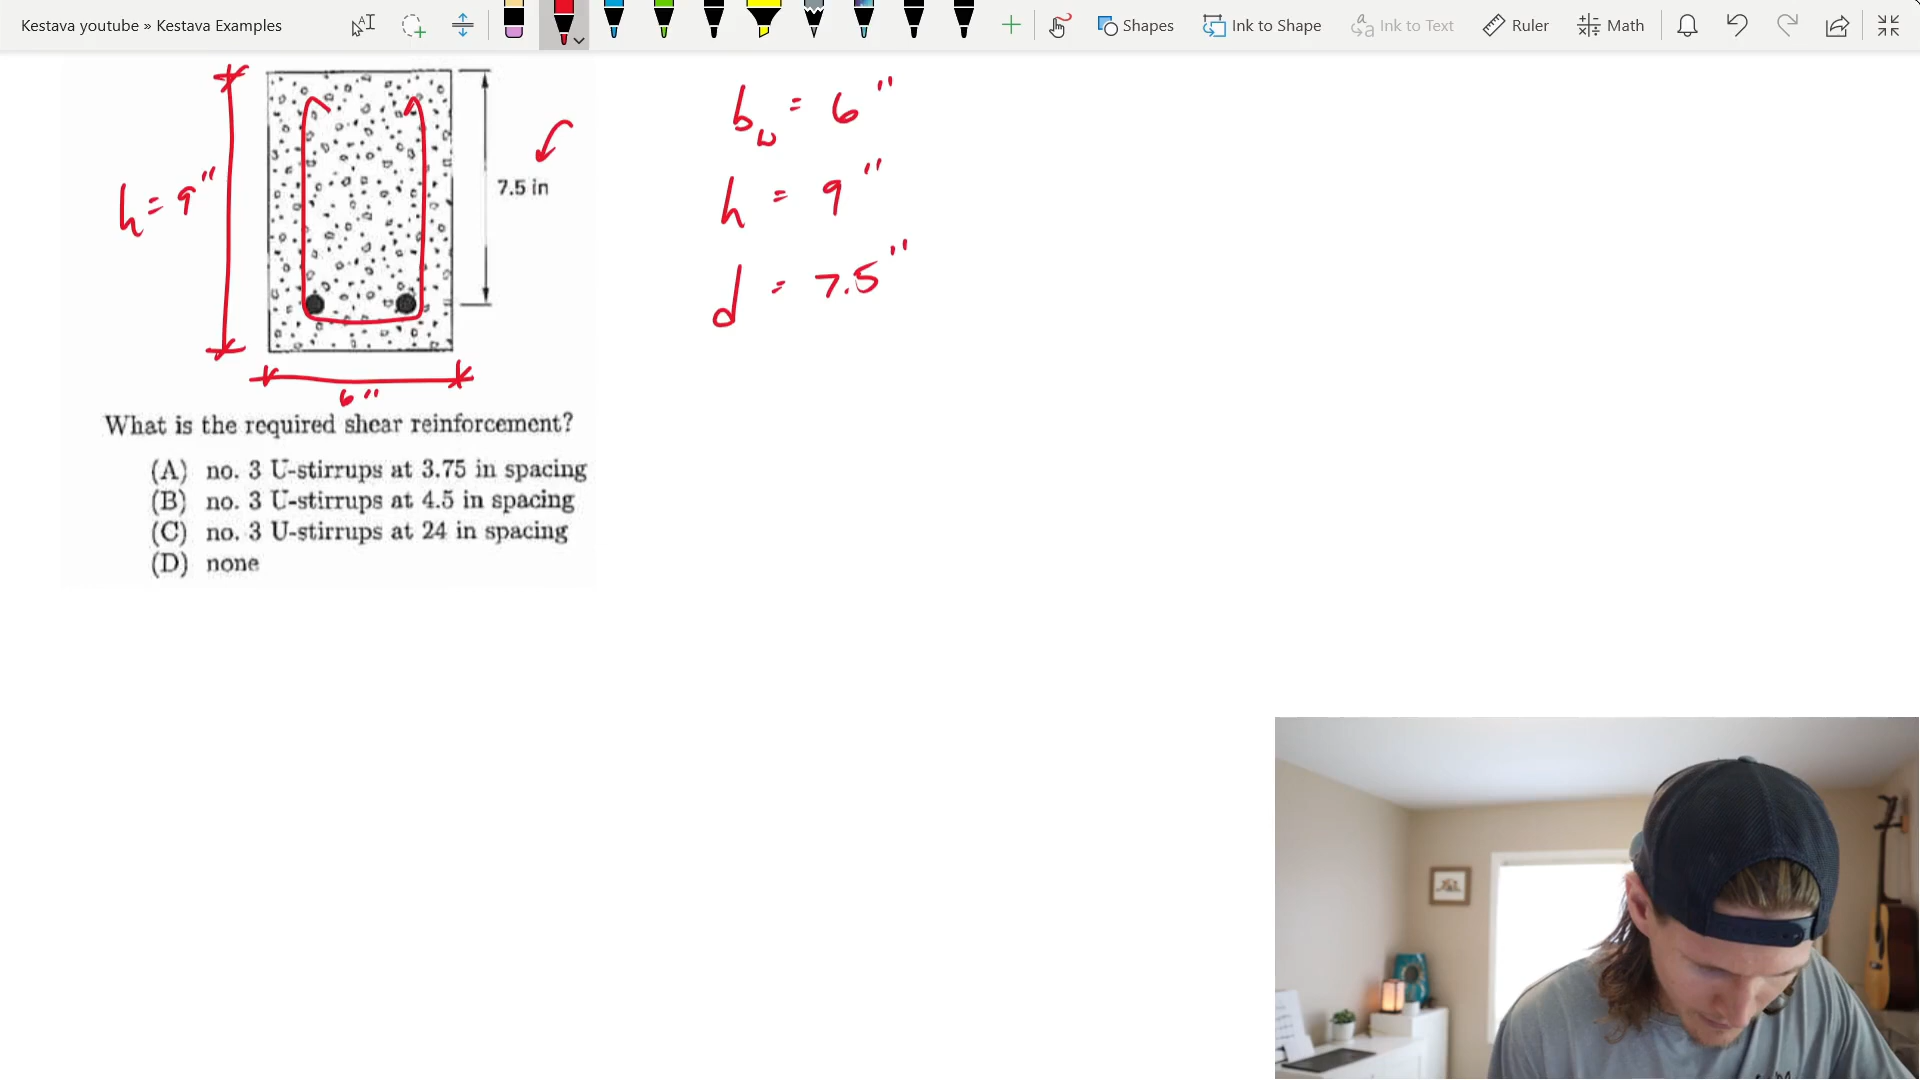 Kestava youtube » Kestava Examples
Shapes
Ink to Shape
Ink to Text
Ruler
Math
h = 9"
7.5 in
6"
What is the required shear reinforcement?
(A) no. 3 U-stirrups at 3.75 in spacing
(B) no. 3 U-stirrups at 4.5 in spacing
(C) no. 3 U-stirrups at 24 in spacing
(D) none
bw = 6"
h = 9"
d = 7.5"